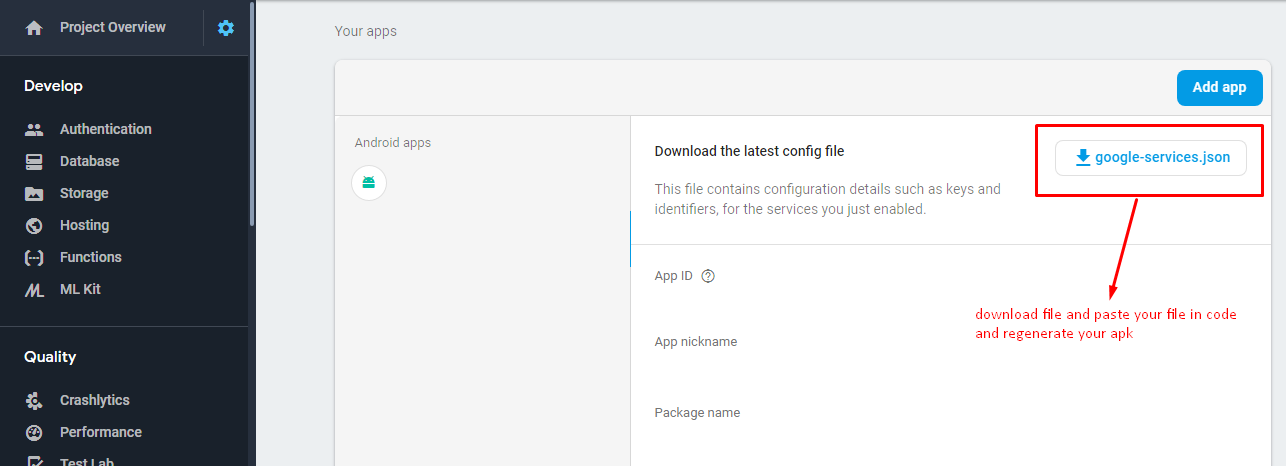 Project Overview
Develop
Authentication
Database
Storage
Hosting
Functions
ML Kit
Quality
Crashlytics
Performance
Test Lab
Your apps
Add app
Android apps
Download the latest config file
google-services.json
This file contains configuration details such as keys and
identifiers, for the services you just enabled.
App ID
download file and paste your file in code
and regenerate your apk
App nickname
Package name